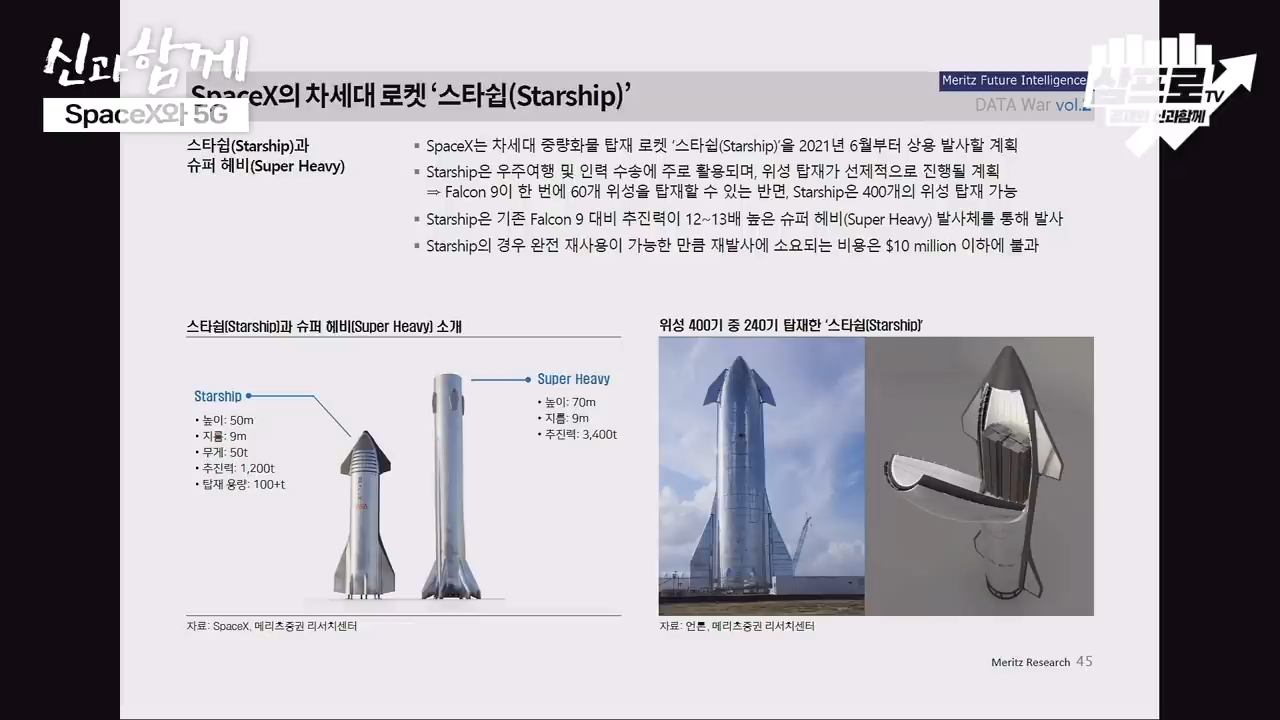 신과함께
SpaceX와 5G
SpaceX의 차세대 로켓 ‘스타쉽(Starship)’
Meritz Future Intelligence
DATA War vol.2
삼프로TV
경제의 신과함께
스타쉽(Starship)과
슈퍼 헤비(Super Heavy)
▪ SpaceX는 차세대 중량화물 탑재 로켓 ‘스타쉽(Starship)’을 2021년 6월부터 상용 발사할 계획
▪ Starship은 우주여행 및 인력 수송에 주로 활용되며, 위성 탑재가 선제적으로 진행될 계획
⇒ Falcon 9이 한 번에 60개 위성을 탑재할 수 있는 반면, Starship은 400개의 위성 탑재 가능
▪ Starship은 기존 Falcon 9 대비 추진력이 12~13배 높은 슈퍼 헤비(Super Heavy) 발사체를 통해 발사
▪ Starship의 경우 완전 재사용이 가능한 만큼 재발사에 소요되는 비용은 $10 million 이하에 불과
스타쉽(Starship)과 슈퍼 헤비(Super Heavy) 소개
Starship
• 높이: 50m
• 지름: 9m
• 무게: 50t
• 추진력: 1,200t
• 탑재 용량: 100+t
Super Heavy
• 높이: 70m
• 지름: 9m
• 추진력: 3,400t
자료: SpaceX, 메리츠증권 리서치센터
위성 400기 중 240기 탑재한 ‘스타쉽(Starship)’
자료: 언론, 메리츠증권 리서치센터
Meritz Research 45